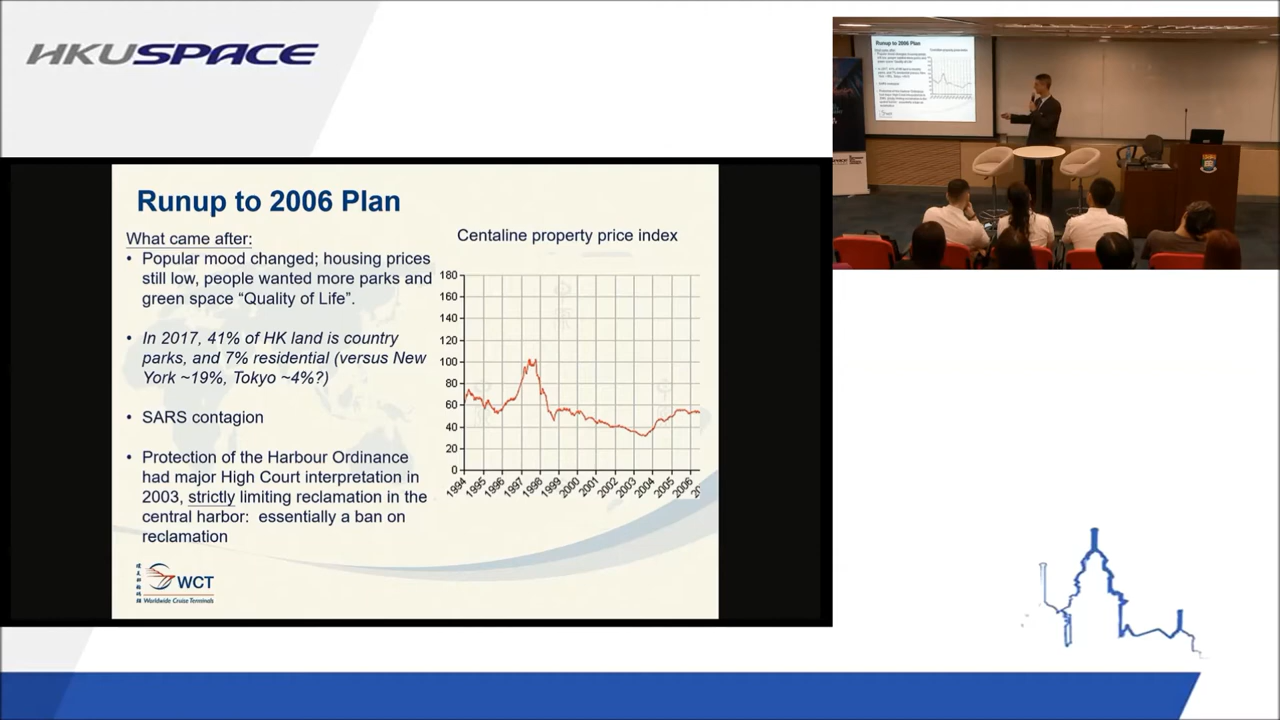 HKUSPACE
Runup to 2006 Plan
What came after:
• Popular mood changed; housing prices
still low, people wanted more parks and
green space “Quality of Life”.
• In 2017, 41% of HK land is country
parks, and 7% residential (versus New
York ~19%, Tokyo ~4%?)
• SARS contagion
• Protection of the Harbour Ordinance
had major High Court interpretation in
2003, strictly limiting reclamation in the
central harbor: essentially a ban on
reclamation
Centaline property price index
180
160
140
120
100
80
60
40
20
0
1994
1995
1996
1997
1998
1999
2000
2001
2002
2003
2004
2005
2006
WCT
Worldwide Cruise Terminals
Runup to 2006 Plan